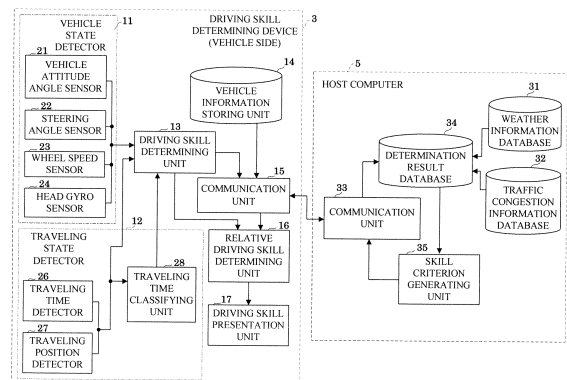 DRIVING SKILL
DETERMINING DEVICE
(VEHICLE SIDE)
3
VEHICLE
STATE
DETECTOR
11
21
VEHICLE
ATTITUDE
ANGLE SENSOR
22
STEERING
ANGLE SENSOR
23
WHEEL SPEED
SENSOR
24
HEAD GYRO
SENSOR
14
VEHICLE
INFORMATION
STORING UNIT
13
DRIVING SKILL
DETERMINING
UNIT
15
COMMUNICATION
UNIT
16
RELATIVE
DRIVING SKILL
DETERMINING
UNIT
17
DRIVING SKILL
PRESENTATION
UNIT
12
TRAVELING
STATE
DETECTOR
26
TRAVELING
TIME
DETECTOR
27
TRAVELING
POSITION
DETECTOR
28
TRAVELING
TIME
CLASSIFYING
UNIT
5
HOST COMPUTER
31
WEATHER
INFORMATION
DATABASE
32
TRAFFIC
CONGESTION
INFORMATION
DATABASE
34
DETERMINATION
RESULT
DATABASE
33
COMMUNICATION
UNIT
35
SKILL
CRITERION
GENERATING
UNIT